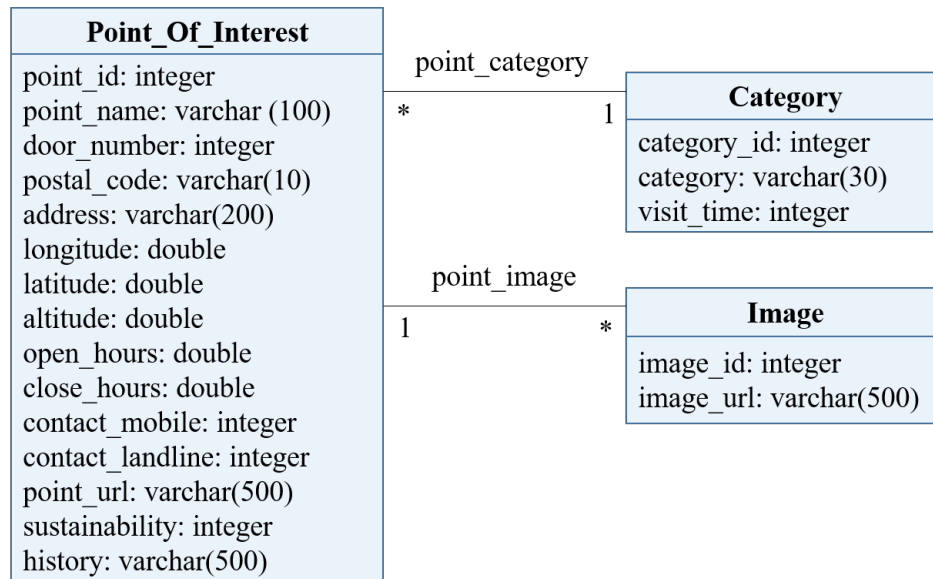 Point_Of_Interest
point_id: integer
point_name: varchar (100)
door_number: integer
postal_code: varchar(10)
address: varchar(200)
longitude: double
latitude: double
altitude: double
open_hours: double
close_hours: double
contact_mobile: integer
contact_landline: integer
point_url: varchar(500)
sustainability: integer
history: varchar(500)
point_category
* 1
Category
category_id: integer
category: varchar(30)
visit_time: integer
point_image
1 *
Image
image_id: integer
image_url: varchar(500)